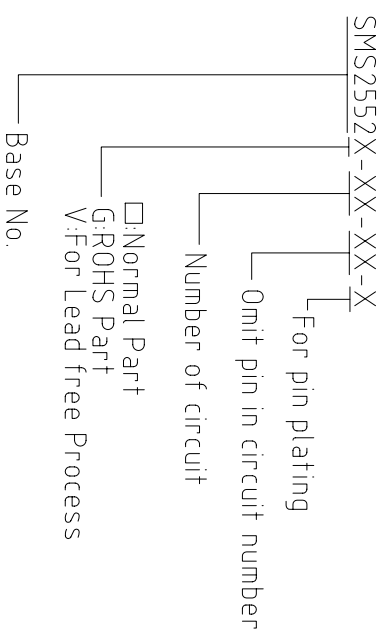 SMS2552X-XX-XX-X
For pin plating
Omit pin in circuit number
Number of circuit
□:Normal Part
G:ROHS Part
V:For Lead free Process
Base No.